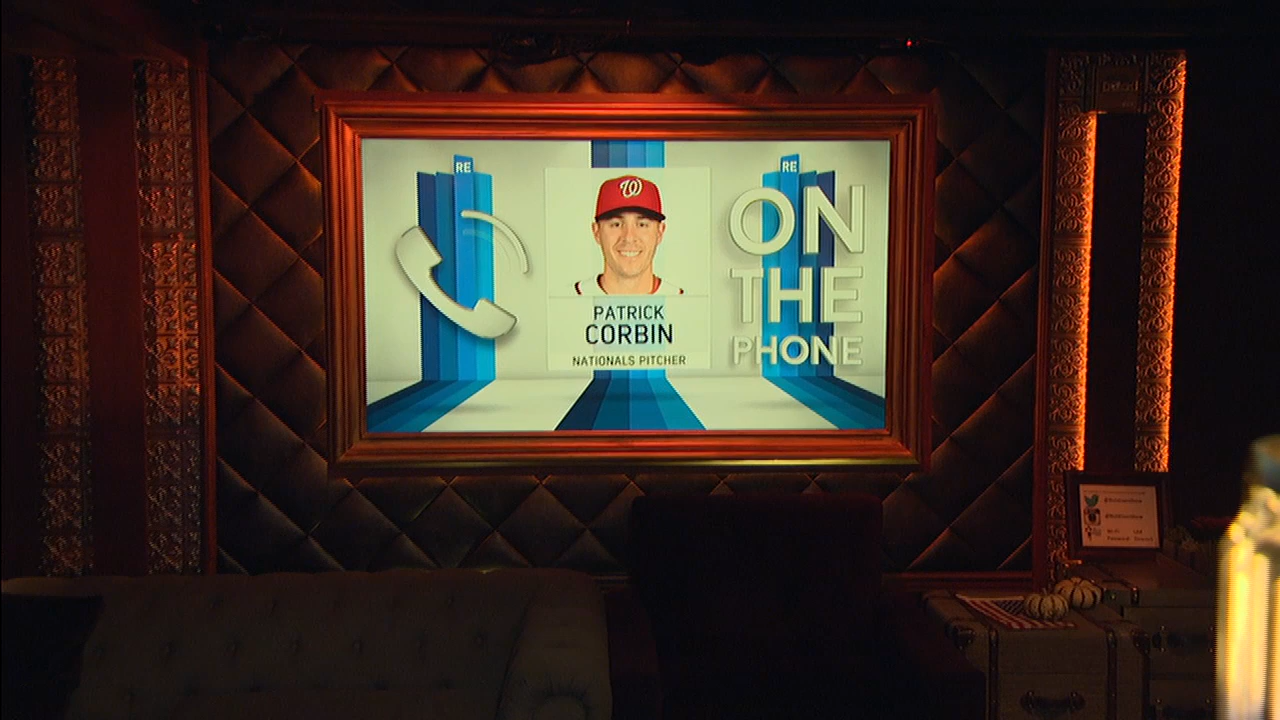 RE
RE
W
ON
THE
PHONE
PATRICK
CORBIN
NATIONALS PITCHER